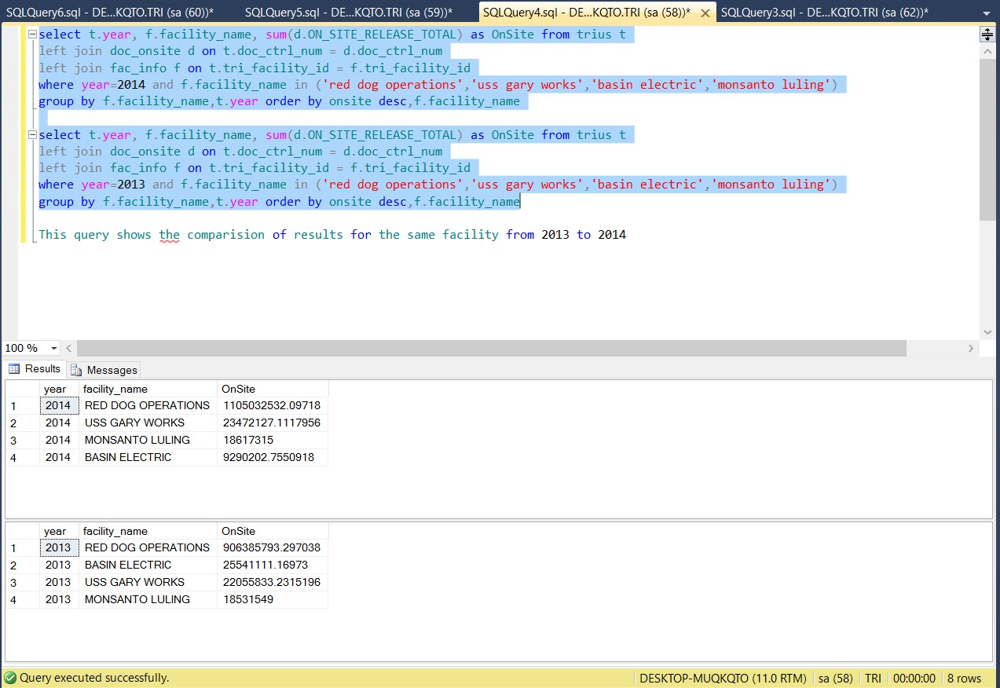 SQLQuery6.sql - DE...KQTO.TRI (sa (60))* SQLQuery5.sql - DE...KQTO.TRI (sa (59))* SQLQuery4.sql - DE...KQTO.TRI (sa (58))* SQLQuery3.sql - DE...KQTO.TRI (sa (62))*
select t.year, f.facility_name, sum(d.ON_SITE_RELEASE_TOTAL) as OnSite from trius t
left join doc_onsite d on t.doc_ctrl_num = d.doc_ctrl_num
left join fac_info f on t.tri_facility_id = f.tri_facility_id
where year=2014 and f.facility_name in ('red dog operations','uss gary works','basin electric','monsanto luling')
group by f.facility_name,t.year order by onsite desc,f.facility_name
select t.year, f.facility_name, sum(d.ON_SITE_RELEASE_TOTAL) as OnSite from trius t
left join doc_onsite d on t.doc_ctrl_num = d.doc_ctrl_num
left join fac_info f on t.tri_facility_id = f.tri_facility_id
where year=2013 and f.facility_name in ('red dog operations','uss gary works','basin electric','monsanto luling')
group by f.facility_name,t.year order by onsite desc,f.facility_name
This query shows the comparision of results for the same facility from 2013 to 2014
100 %
Results Messages
year facility_name OnSite
1 2014 RED DOG OPERATIONS 1105032532.09718
2 2014 USS GARY WORKS 23472127.1117956
3 2014 MONSANTO LULING 18617315
4 2014 BASIN ELECTRIC 9290202.7550918
year facility_name OnSite
1 2013 RED DOG OPERATIONS 906385793.297038
2 2013 BASIN ELECTRIC 25541111.16973
3 2013 USS GARY WORKS 22055833.2315196
4 2013 MONSANTO LULING 18531549
Query executed successfully. DESKTOP-MUQKQTO (11.0 RTM) sa (58) TRI 00:00:00 8 rows